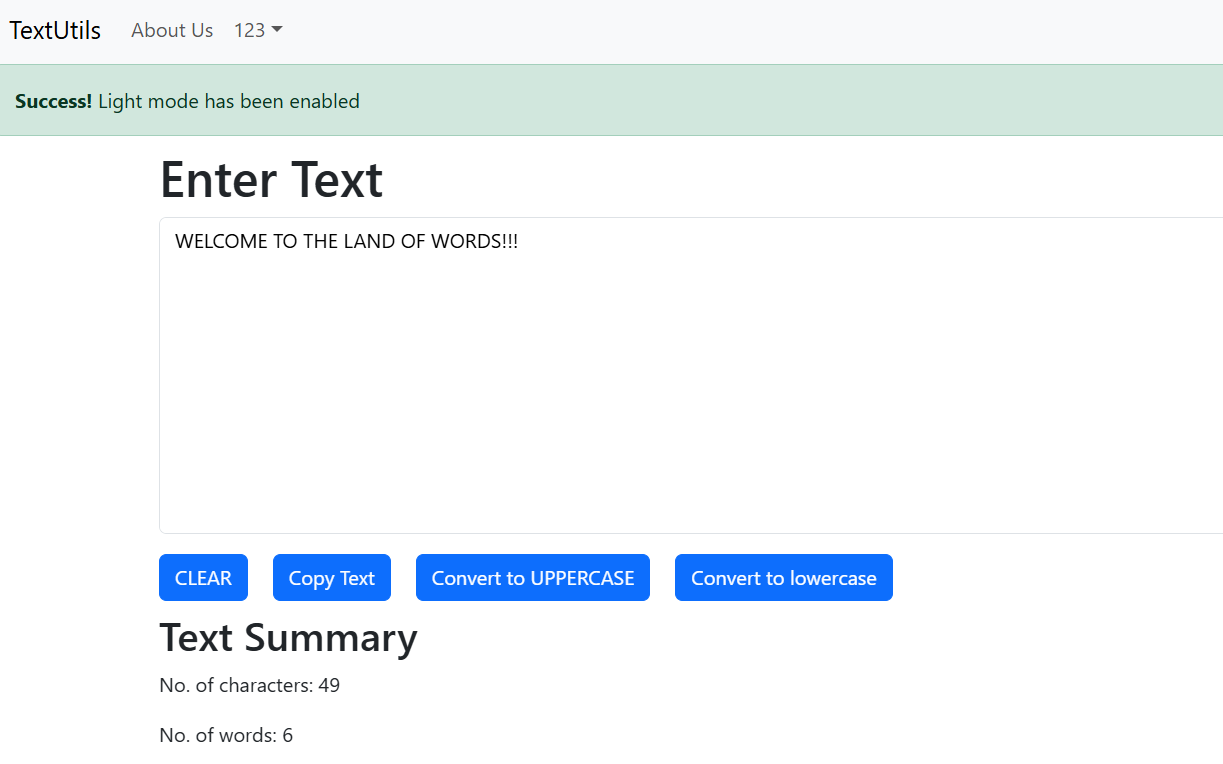 TextUtils About Us 123
Success! Light mode has been enabled
Enter Text
WELCOME TO THE LAND OF WORDS!!!
CLEAR Copy Text Convert to UPPERCASE Convert to lowercase
Text Summary
No. of characters: 49
No. of words: 6